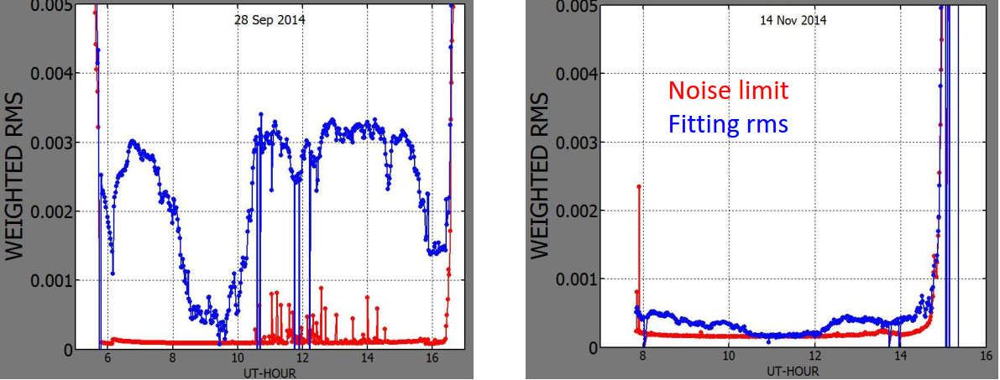 0.005
0.004
0.003
0.002
0.001
0
WEIGHTED RMS
28 Sep 2014
6
8
10
12
14
16
UT-HOUR
0.005
0.004
0.003
0.002
0.001
0
WEIGHTED RMS
14 Nov 2014
Noise limit
Fitting rms
8
10
12
14
16
UT-HOUR